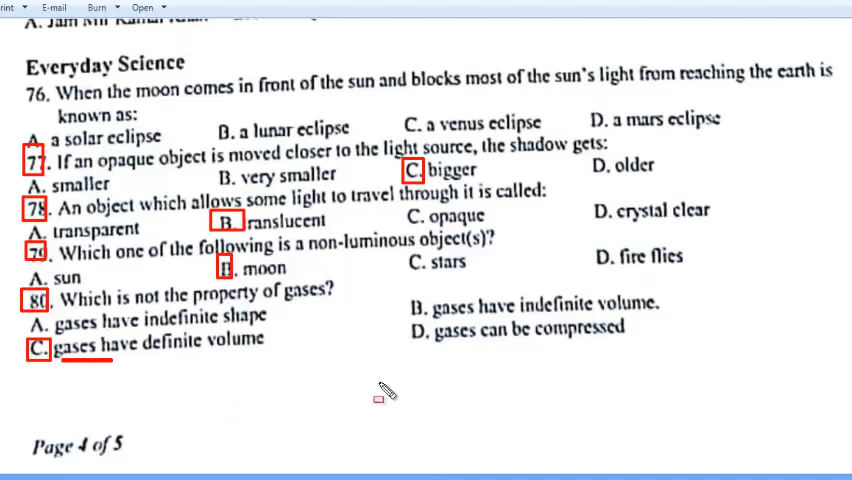 rint E-mail Burn Open
Everyday Science
76. When the moon comes in front of the sun and blocks most of the sun's light from reaching the earth is
known as:
A. a solar eclipse B. a lunar eclipse C. a venus eclipse D. a mars eclipse
77. If an opaque object is moved closer to the light source, the shadow gets:
A. smaller B. very smaller C. bigger D. older
78. An object which allows some light to travel through it is called:
A. transparent B. ranslucent C. opaque D. crystal clear
79. Which one of the following is a non-luminous object(s)?
A. sun B. moon C. stars D. fire flies
80. Which is not the property of gases?
A. gases have indefinite shape B. gases have indefinite volume.
C. gases have definite volume D. gases can be compressed
Page 4 of 5